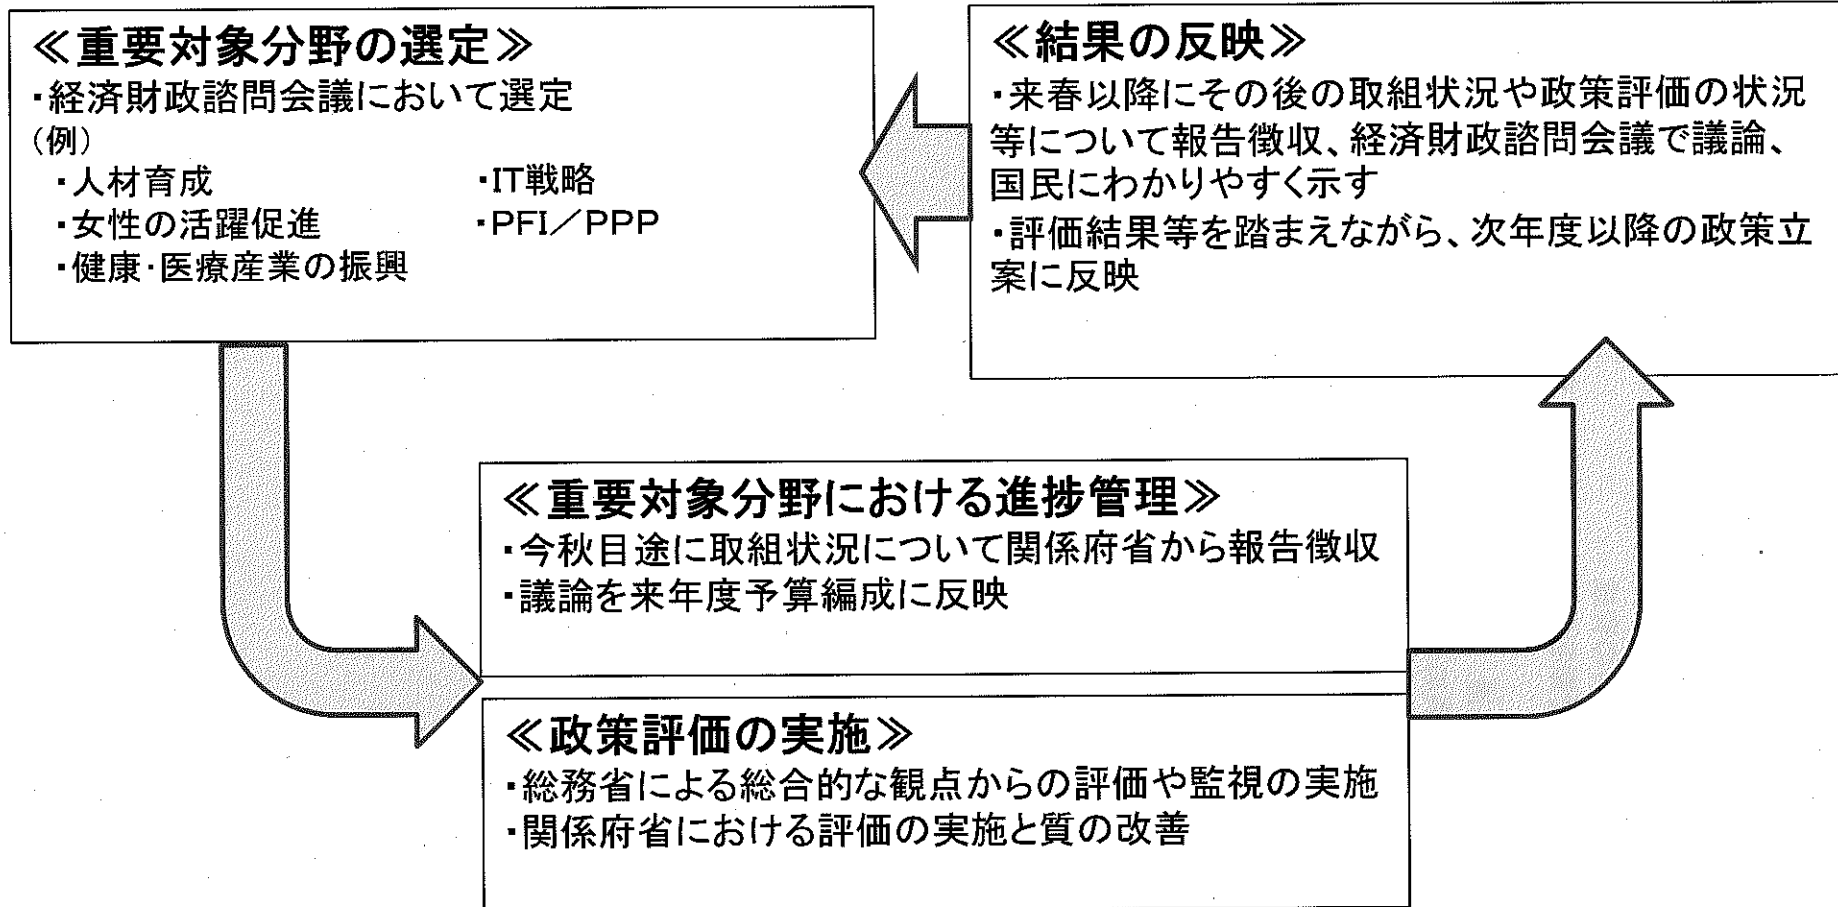 ≪重要対象分野の選定≫
・経済財政諮問会議において選定
(例)
・人材育成 ・IT戦略
・女性の活躍促進 ・PFI／PPP
・健康・医療産業の振興
≪結果の反映≫
・来春以降にその後の取組状況や政策評価の状況
等について報告徴収、経済財政諮問会議で議論、
国民にわかりやすく示す
・評価結果等を踏まえながら、次年度以降の政策立
案に反映
≪重要対象分野における進捗管理≫
・今秋目途に取組状況について関係府省から報告徴収
・議論を来年度予算編成に反映
≪政策評価の実施≫
・総務省による総合的な観点からの評価や監視の実施
・関係府省における評価の実施と質の改善